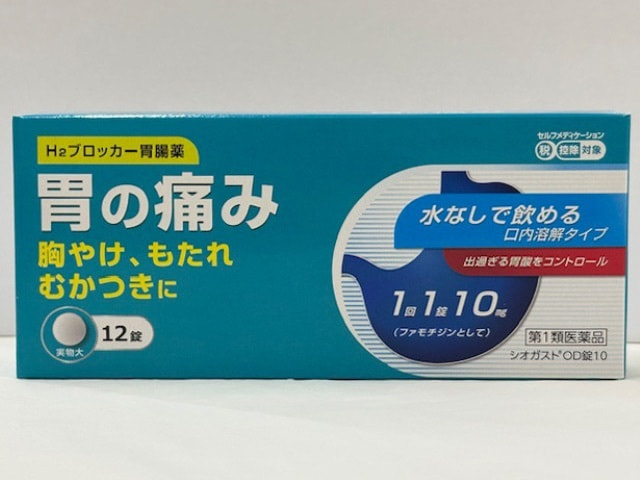 H2ブロッカー胃腸薬
胃の痛み
胸やけ、もたれ
むかつきに
実物大
12錠
セルフメディケーション
税 控除 対象
水なしで飲める
口内溶解タイプ
出過ぎる胃酸をコントロール
1回1錠10mg
(ファモチジンとして)
第1類医薬品
シオガスト®OD錠10